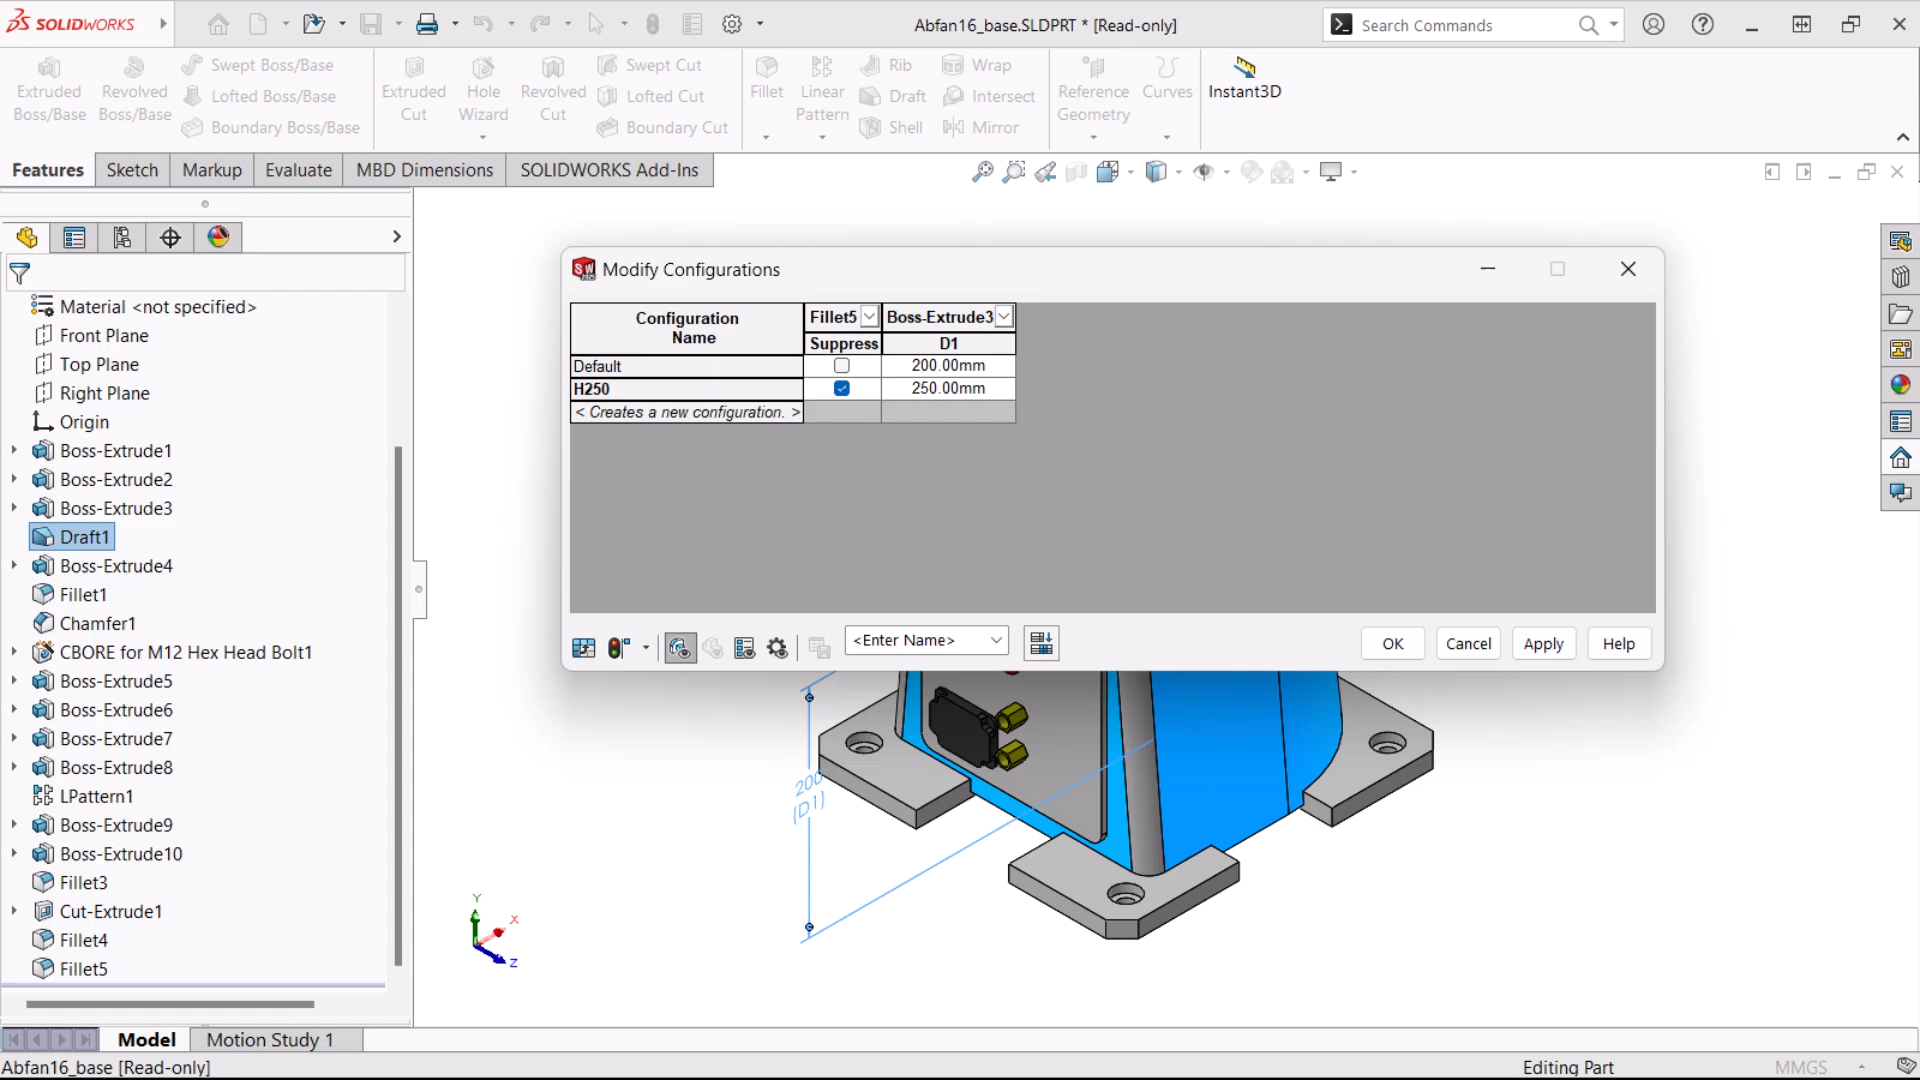 SOLIDWORKS
Abfan16_base.SLDPRT * [Read-only]
Search Commands
Extruded Boss/Base
Revolved Boss/Base
Swept Boss/Base
Lofted Boss/Base
Boundary Boss/Base
Extruded Cut
Hole Wizard
Revolved Cut
Swept Cut
Lofted Cut
Boundary Cut
Fillet
Linear Pattern
Rib
Draft
Shell
Wrap
Intersect
Mirror
Reference Geometry
Curves
Instant3D
Features
Sketch
Markup
Evaluate
MBD Dimensions
SOLIDWORKS Add-Ins
Material <not specified>
Front Plane
Top Plane
Right Plane
Origin
Boss-Extrude1
Boss-Extrude2
Boss-Extrude3
Draft1
Boss-Extrude4
Fillet1
Chamfer1
CBORE for M12 Hex Head Bolt1
Boss-Extrude5
Boss-Extrude6
Boss-Extrude7
Boss-Extrude8
LPattern1
Boss-Extrude9
Boss-Extrude10
Fillet3
Cut-Extrude1
Fillet4
Fillet5
Modify Configurations
Configuration Name
Fillet5
Boss-Extrude3
Suppress
D1
Default
200.00mm
H250
250.00mm
< Creates a new configuration. >
<Enter Name>
OK
Cancel
Apply
Help
200
(D1)
Y
X
Z
Model
Motion Study 1
Abfan16_base [Read-only]
Editing Part
MMGS